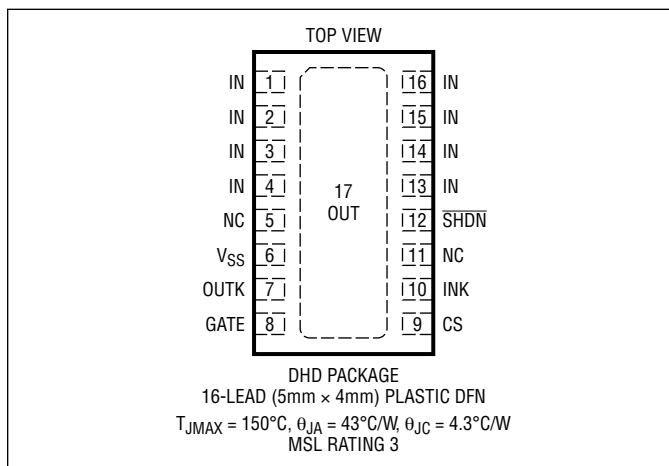 TOP VIEW
IN 1 16 IN
IN 2 15 IN
IN 3 14 IN
IN 4 13 IN
17
OUT
NC 5 12 SHDN
VSS 6 11 NC
OUTK 7 10 INK
GATE 8 9 CS
DHD PACKAGE
16-LEAD (5mm × 4mm) PLASTIC DFN
TJMAX = 150°C, θJA = 43°C/W, θJC = 4.3°C/W
MSL RATING 3